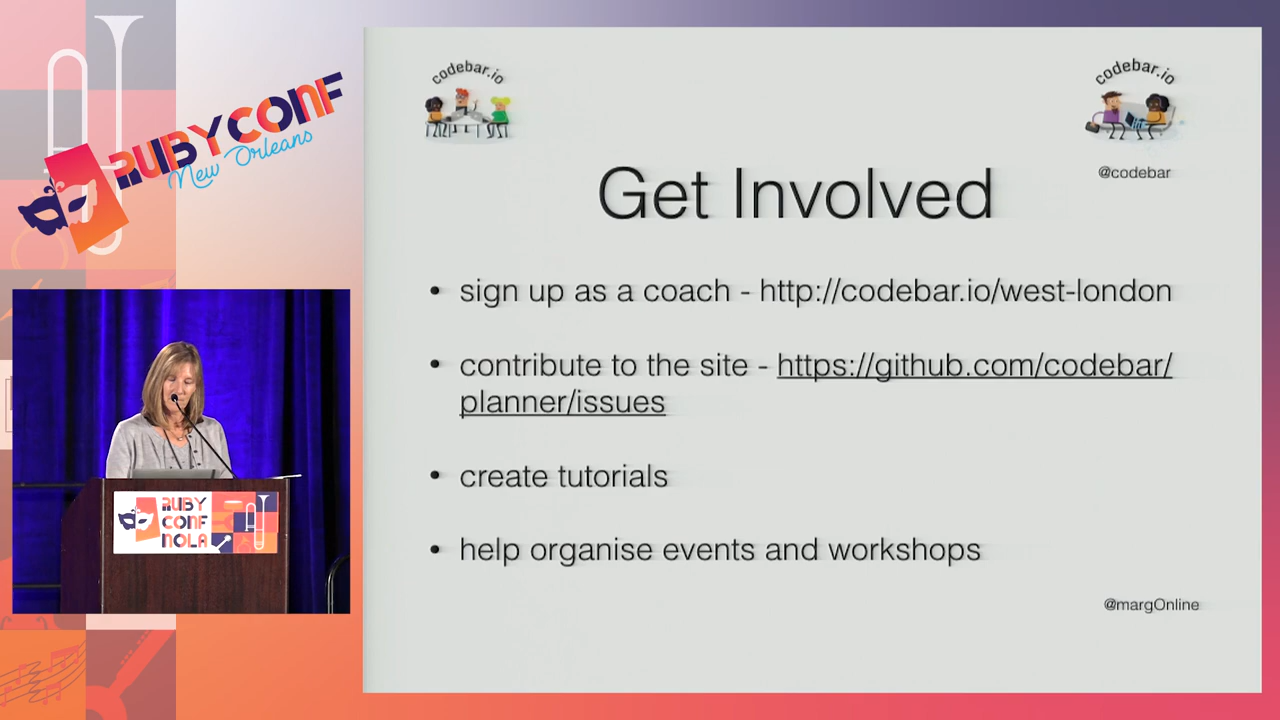 RUBYCONF
New Orleans
RUBY
CONF
NOLA
codebar.io
codebar.io
@codebar
Get Involved
• sign up as a coach - http://codebar.io/west-london
• contribute to the site - https://github.com/codebar/
planner/issues
• create tutorials
• help organise events and workshops
@margOnline